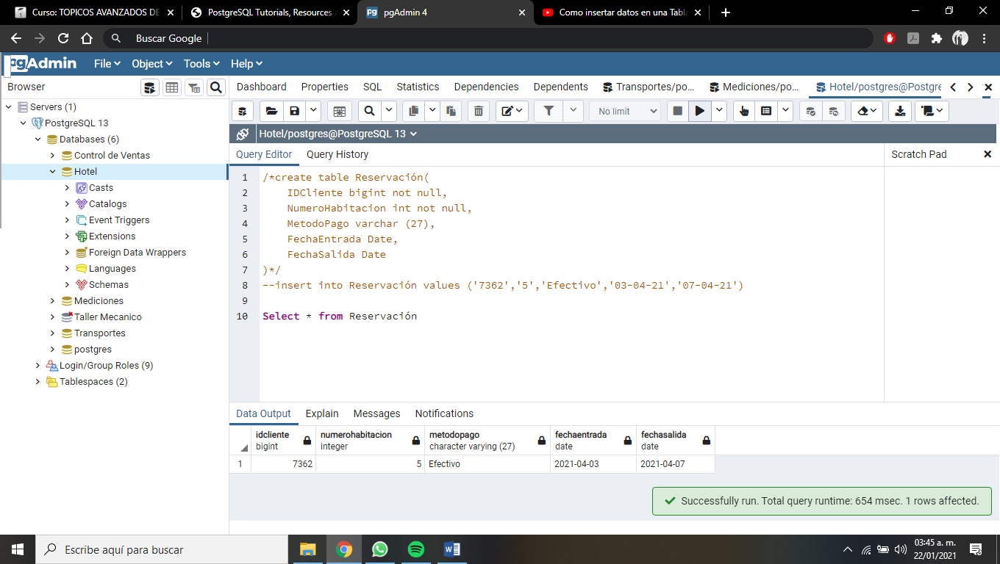 Curso: TOPICOS AVANZADOS DE
PostgreSQL Tutorials, Resources a
pgAdmin 4
Como insertar datos en una Tabla
Buscar Google
pgAdmin File Object Tools Help
Browser
Dashboard Properties SQL Statistics Dependencies Dependents Transportes/po... Mediciones/po... Hotel/postgres@Postgre
Servers (1)
PostgreSQL 13
Databases (6)
Control de Ventas
Hotel
Casts
Catalogs
Event Triggers
Extensions
Foreign Data Wrappers
Languages
Schemas
Mediciones
Taller Mecanico
Transportes
postgres
Login/Group Roles (9)
Tablespaces (2)
No limit
Hotel/postgres@PostgreSQL 13
Query Editor Query History
Scratch Pad
1 /*create table Reservación(
2 IDCliente bigint not null,
3 NumeroHabitacion int not null,
4 MetodoPago varchar (27),
5 FechaEntrada Date,
6 FechaSalida Date
7 )*/
8 --insert into Reservación values ('7362','5','Efectivo','03-04-21','07-04-21')
9
10 Select * from Reservación
Data Output Explain Messages Notifications
idcliente numerohabitacion metodopago fechaentrada fechasalida
bigint integer character varying (27) date date
1 7362 5 Efectivo 2021-04-03 2021-04-07
Successfully run. Total query runtime: 654 msec. 1 rows affected.
Escribe aquí para buscar
03:45 a. m.
22/01/2021